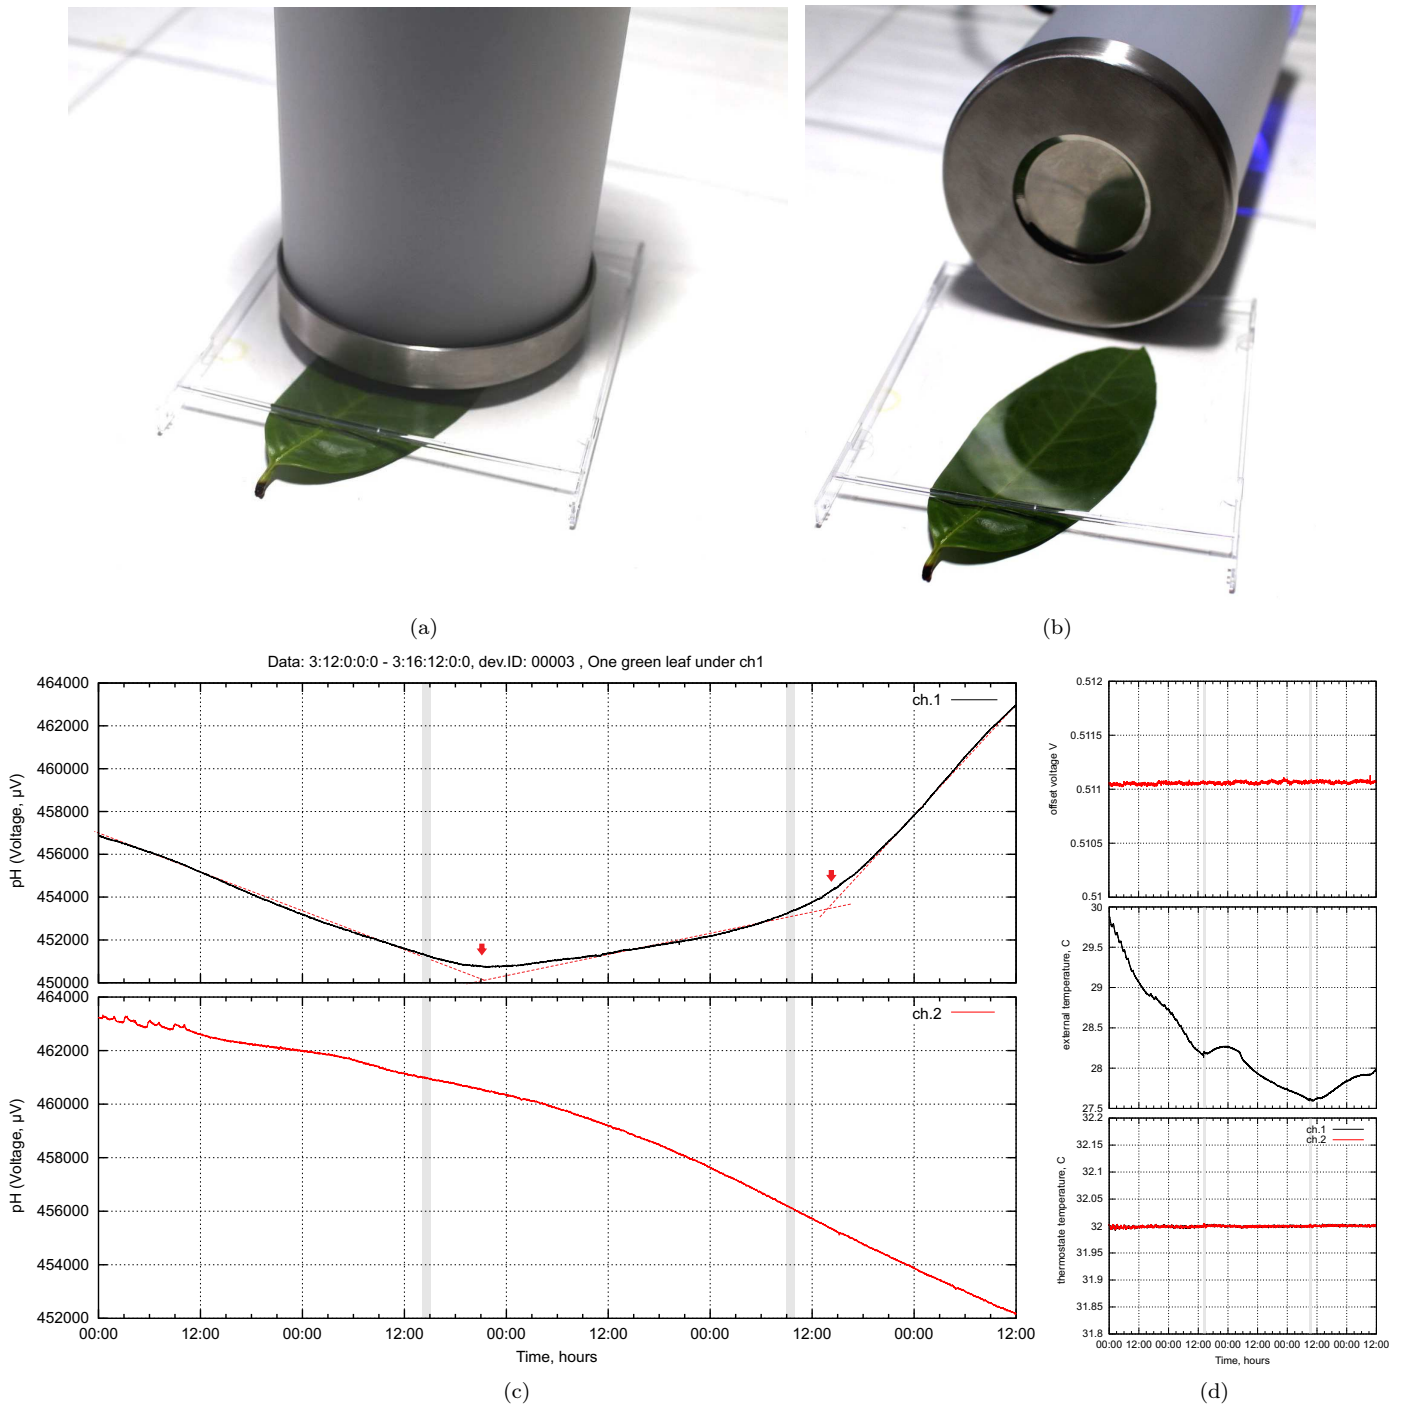 (a)
(b)
Data: 3:12:0:0:0 - 3:16:12:0:0, dev.ID: 00003 , One green leaf under ch1
464000
462000
460000
458000
456000
454000
452000
450000
pH (Voltage, µV)
ch.1
464000
462000
460000
458000
456000
454000
452000
pH (Voltage, µV)
ch.2
00:00 12:00 00:00 12:00 00:00 12:00 00:00 12:00 00:00 12:00
Time, hours
(c)
0.512
0.5115
0.511
0.5105
0.51
offset voltage V
30
29.5
29
28.5
28
27.5
external temperature, C
32.2
32.15
32.1
32.05
32
31.95
31.9
31.85
31.8
thermostate temperature, C
ch.1
ch.2
00:00 12:00 00:00 12:00 00:00 12:00 00:00 12:00 00:00 12:00
Time, hours
(d)